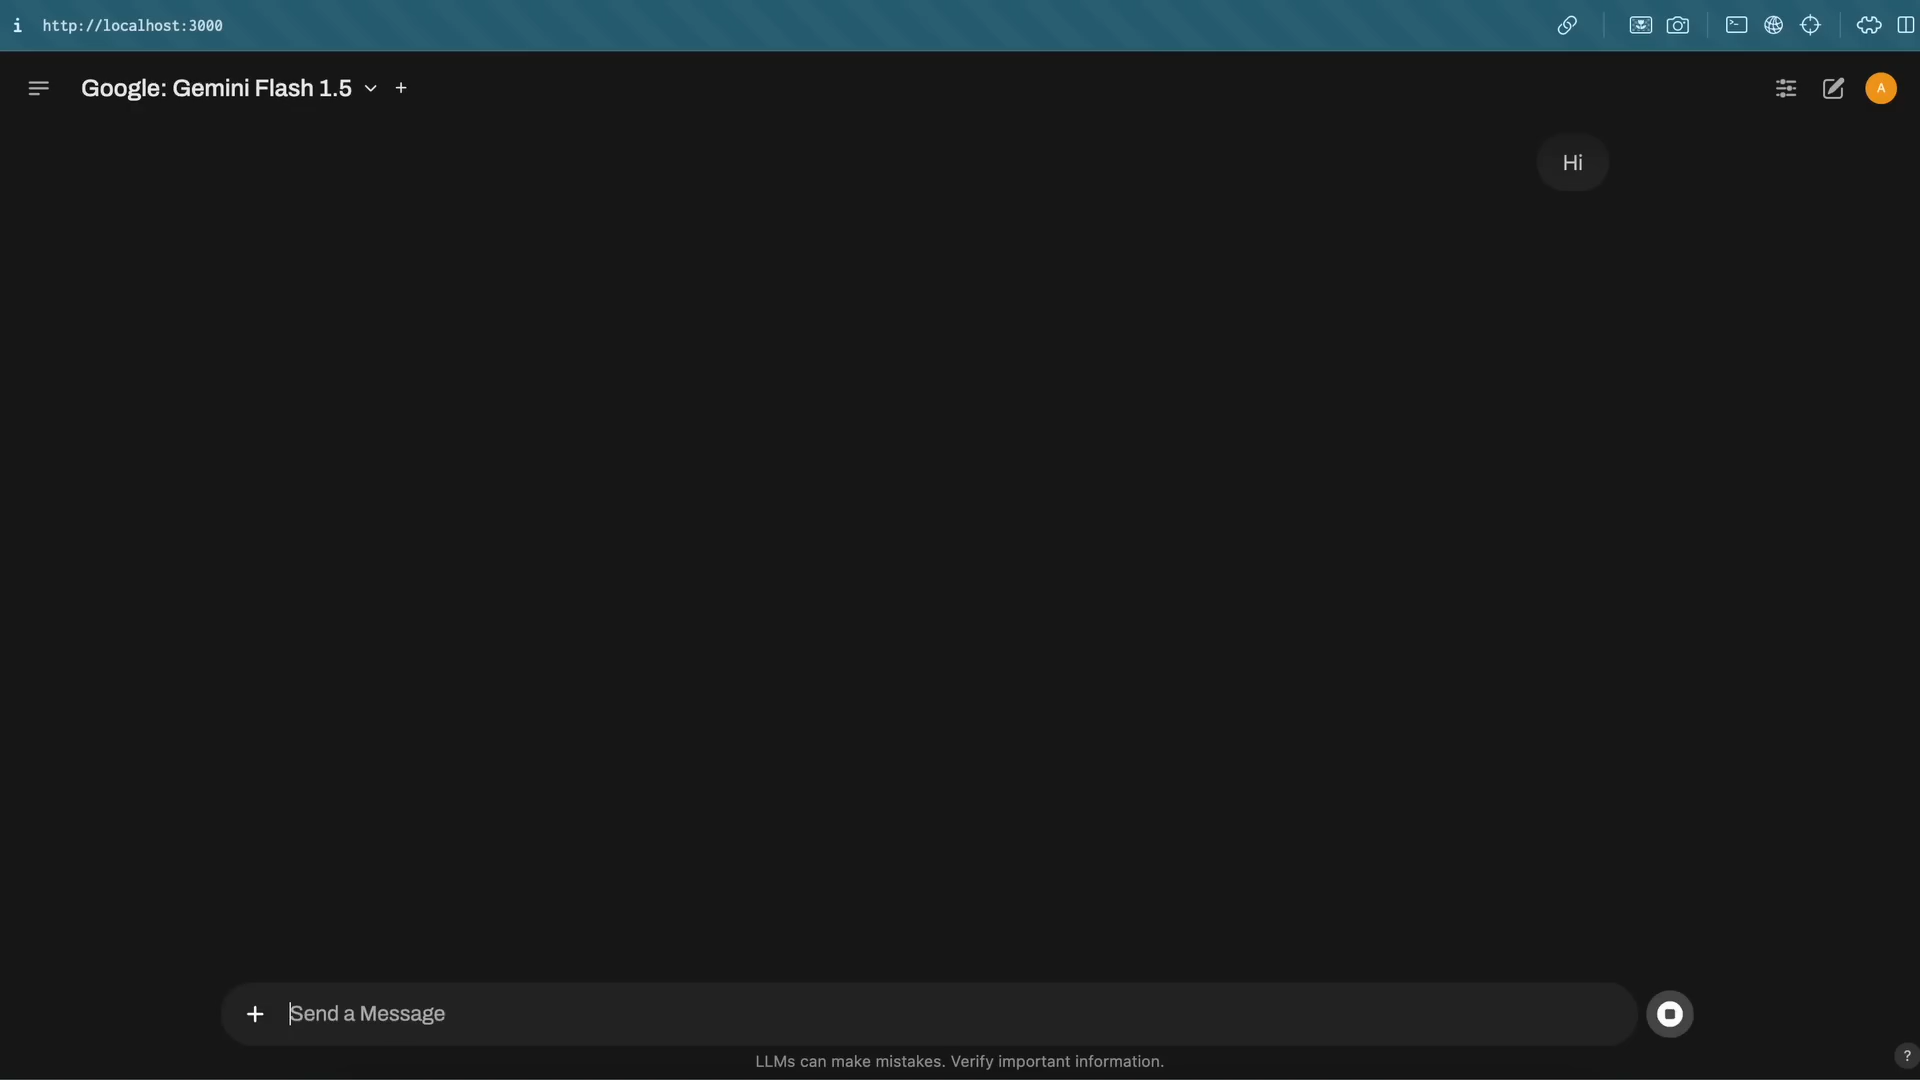 i http://localhost:3000
Google: Gemini Flash 1.5
A
Hi
Send a Message
LLMs can make mistakes. Verify important information.
?